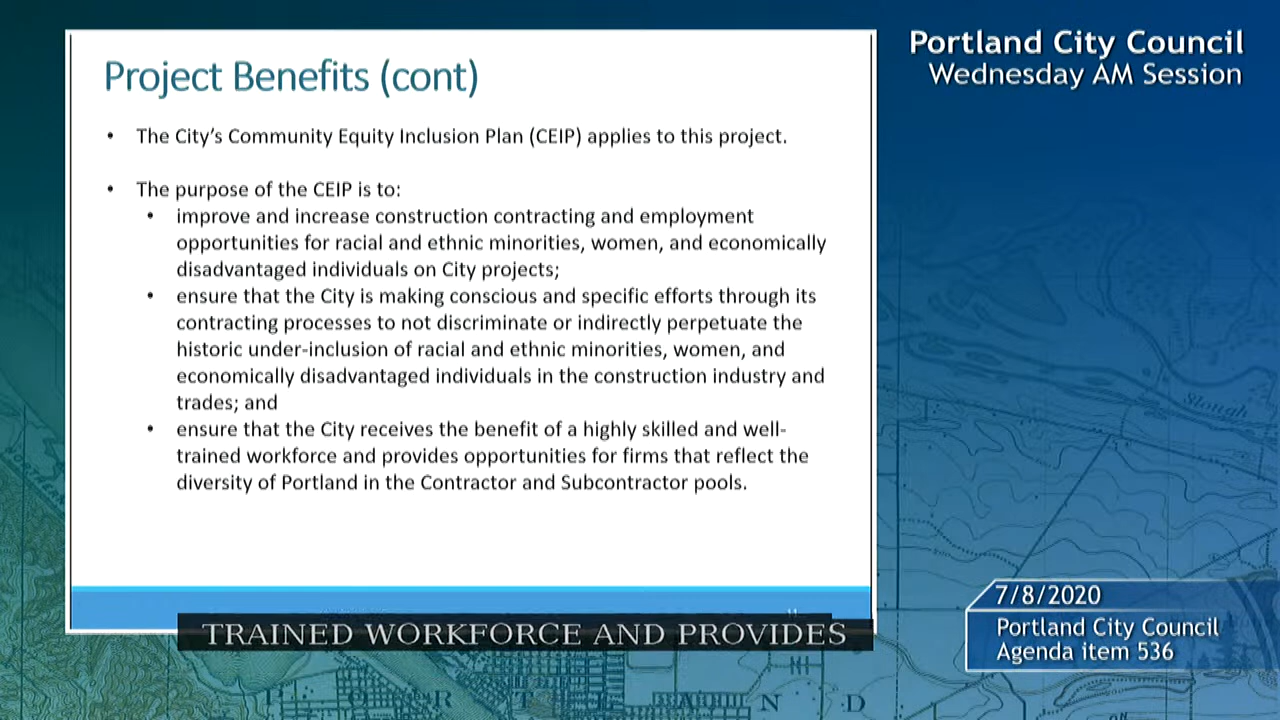 Project Benefits (cont)
• The City's Community Equity Inclusion Plan (CEIP) applies to this project.
• The purpose of the CEIP is to:
• improve and increase construction contracting and employment
opportunities for racial and ethnic minorities, women, and economically
disadvantaged individuals on City projects;
• ensure that the City is making conscious and specific efforts through its
contracting processes to not discriminate or indirectly perpetuate the
historic under-inclusion of racial and ethnic minorities, women, and
economically disadvantaged individuals in the construction industry and
trades; and
• ensure that the City receives the benefit of a highly skilled and well-
trained workforce and provides opportunities for firms that reflect the
diversity of Portland in the Contractor and Subcontractor pools.
TRAINED WORKFORCE AND PROVIDES
Portland City Council
Wednesday AM Session
Slough
7/8/2020
Portland City Council
Agenda item 536